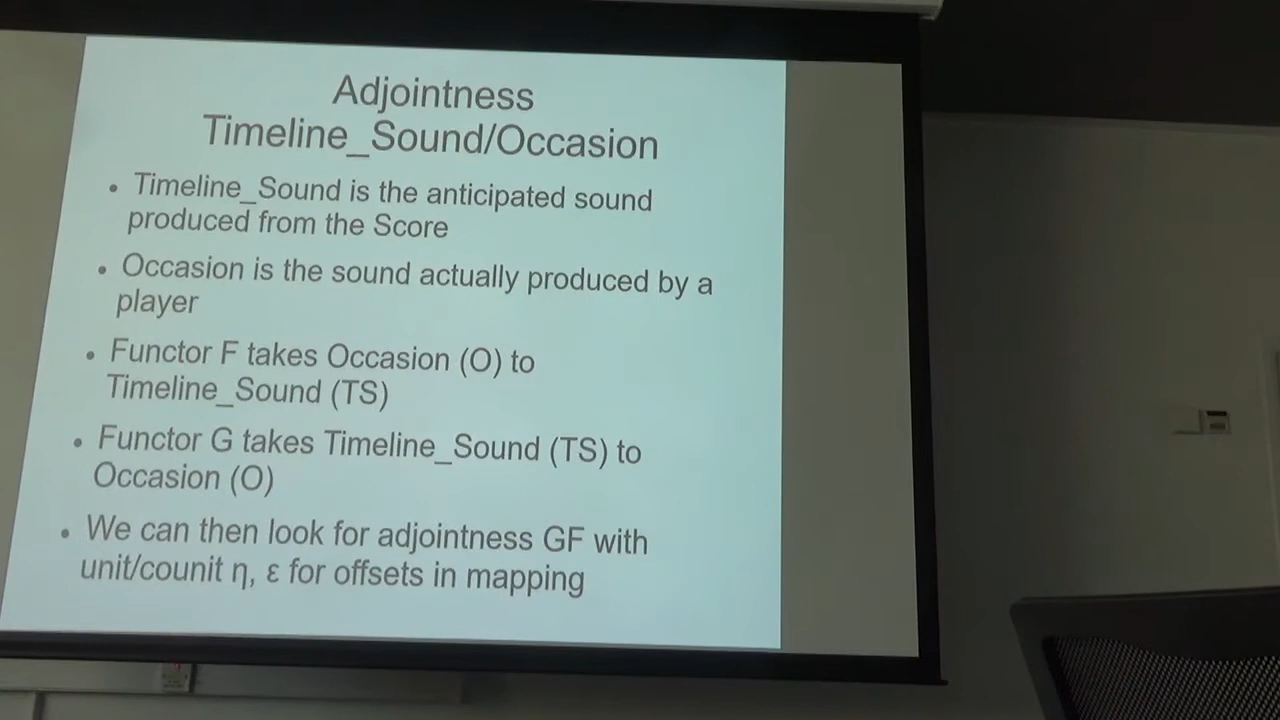 Adjointness
Timeline_Sound/Occasion
• Timeline_Sound is the anticipated sound
produced from the Score
• Occasion is the sound actually produced by a
player
• Functor F takes Occasion (O) to
Timeline_Sound (TS)
• Functor G takes Timeline_Sound (TS) to
Occasion (O)
• We can then look for adjointness GF with
unit/counit η, ε for offsets in mapping